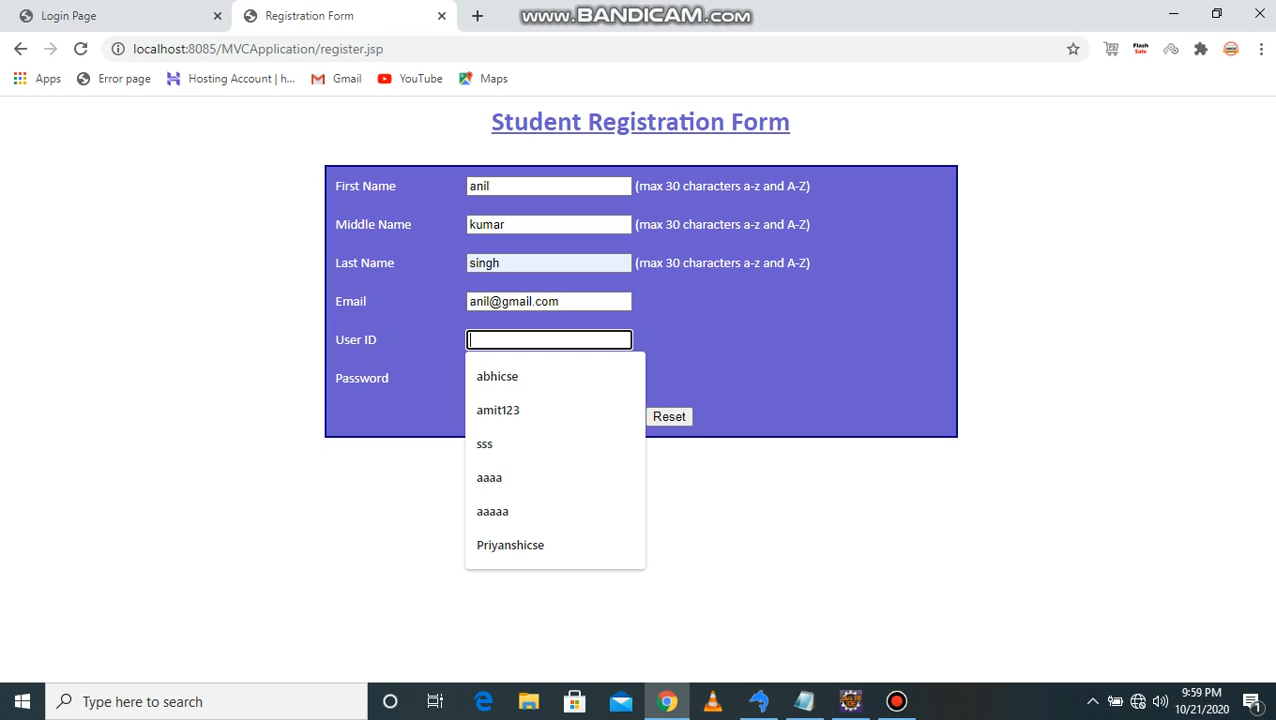 Login Page
Registration Form
www.BANDICAM.com
localhost:8085/MVCApplication/register.jsp
Apps
Error page
Hosting Account | h...
Gmail
YouTube
Maps
Student Registration Form
First Name anil (max 30 characters a-z and A-Z)
Middle Name kumar (max 30 characters a-z and A-Z)
Last Name singh (max 30 characters a-z and A-Z)
Email anil@gmail.com
User ID
Password
abhicse
amit123
Reset
sss
aaaa
aaaaa
Priyanshicse
Type here to search
9:59 PM
10/21/2020
1